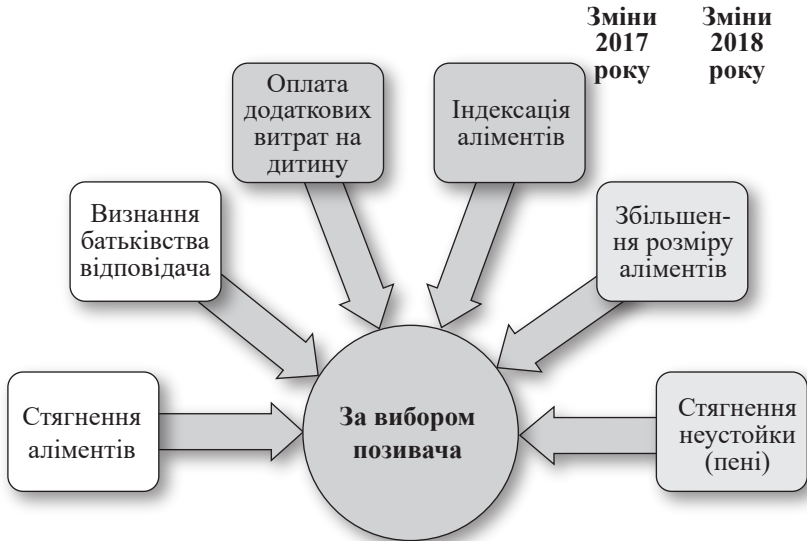 Зміни
2017
року
Зміни
2018
року
Оплата
додаткових
витрат на
дитину
Індексація
аліментів
Визнання
батьківства
відповідача
Збільшен-
ня розміру
аліментів
Стягнення
аліментів
За вибором
позивача
Стягнення
неустойки
(пені)